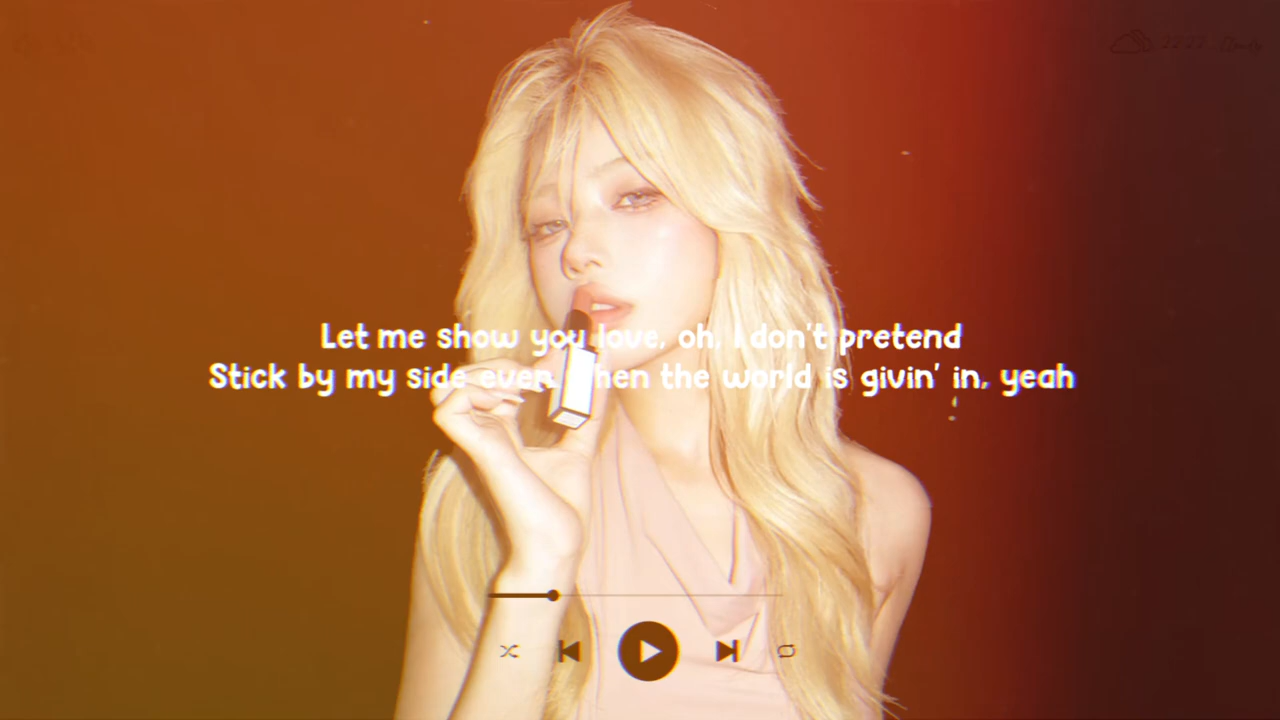 Let me show you love, oh, I don't pretend
Stick by my side even when the world is givin' in, yeah